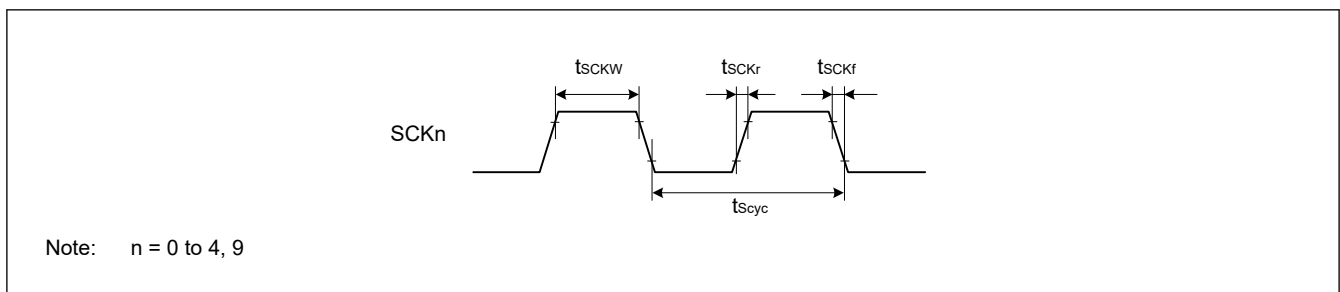 tSCKW tSCKr tSCKf
SCKn
tScyc
Note: n = 0 to 4, 9